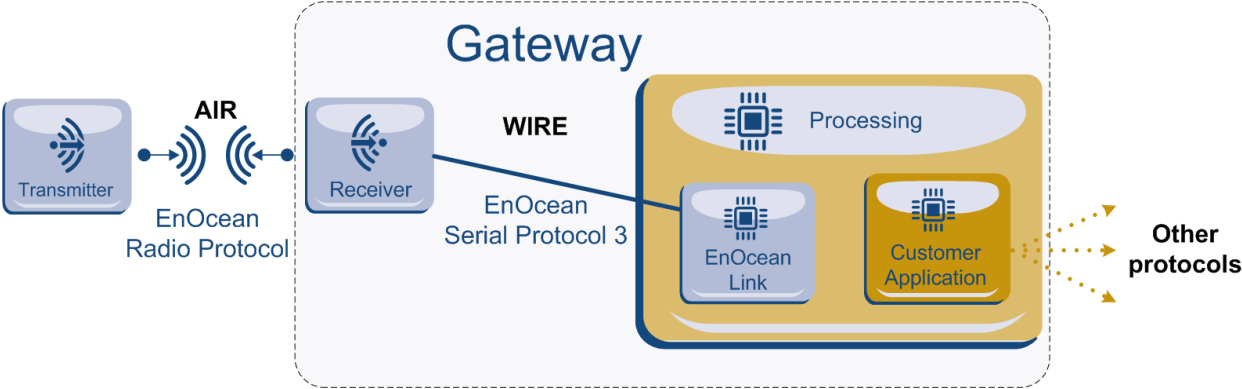 Gateway
AIR
WIRE
Processing
Transmitter
Receiver
EnOcean
Radio Protocol
EnOcean
Serial Protocol 3
EnOcean
Link
Customer
Application
Other
protocols